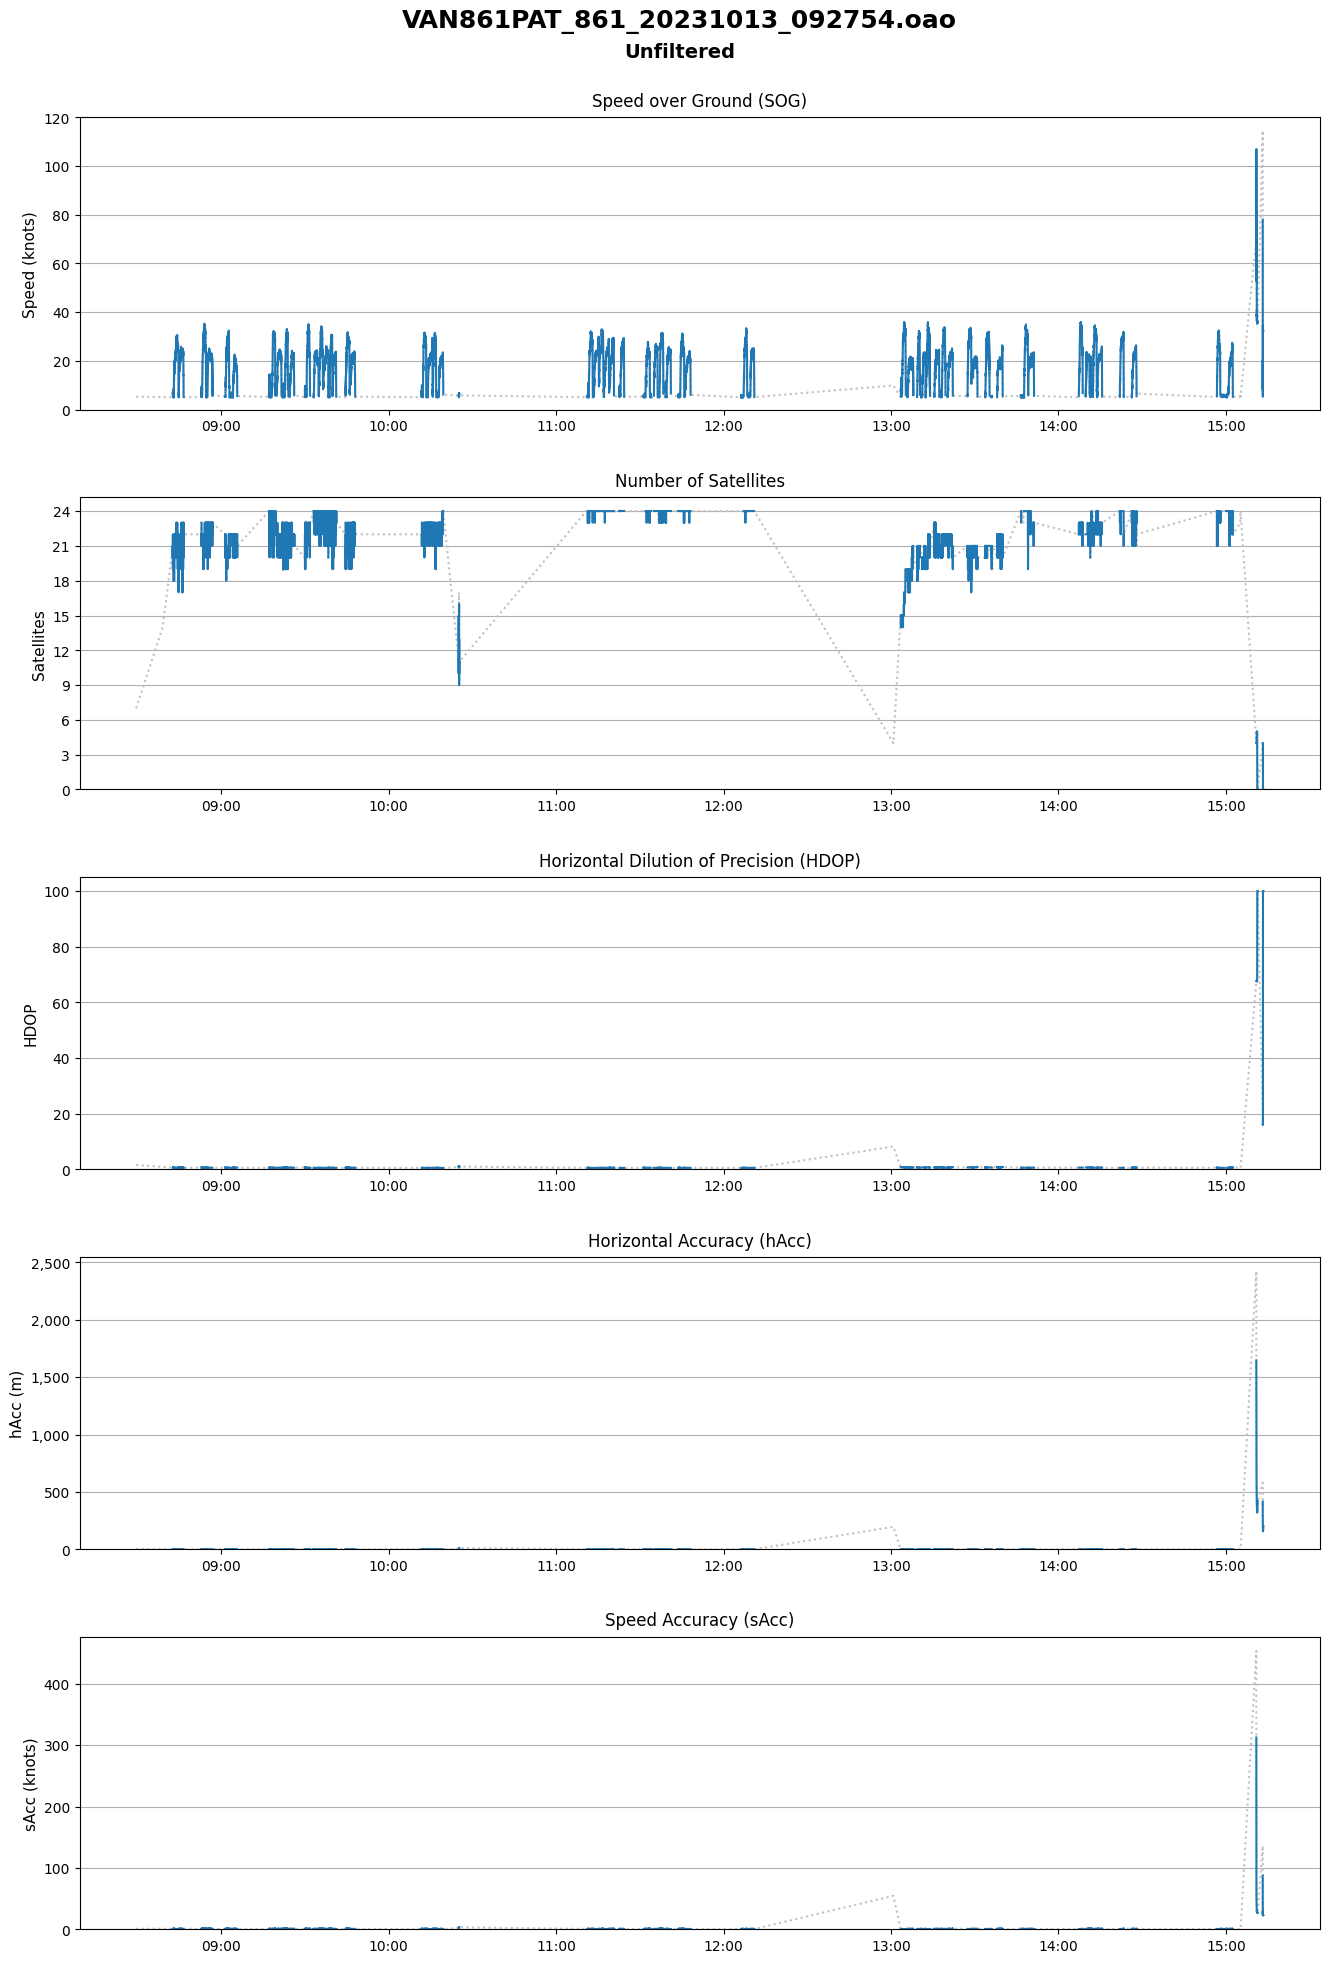 VAN861PAT_861_20231013_092754.oao
Unfiltered
Speed over Ground (SOG)
120
100
80
60
40
20
0
Speed (knots)
09:00 10:00 11:00 12:00 13:00 14:00 15:00
Number of Satellites
24
21
18
15
12
9
6
3
0
Satellites
09:00 10:00 11:00 12:00 13:00 14:00 15:00
Horizontal Dilution of Precision (HDOP)
100
80
60
40
20
0
HDOP
09:00 10:00 11:00 12:00 13:00 14:00 15:00
Horizontal Accuracy (hAcc)
2,500
2,000
1,500
1,000
500
0
hAcc (m)
09:00 10:00 11:00 12:00 13:00 14:00 15:00
Speed Accuracy (sAcc)
400
300
200
100
0
sAcc (knots)
09:00 10:00 11:00 12:00 13:00 14:00 15:00